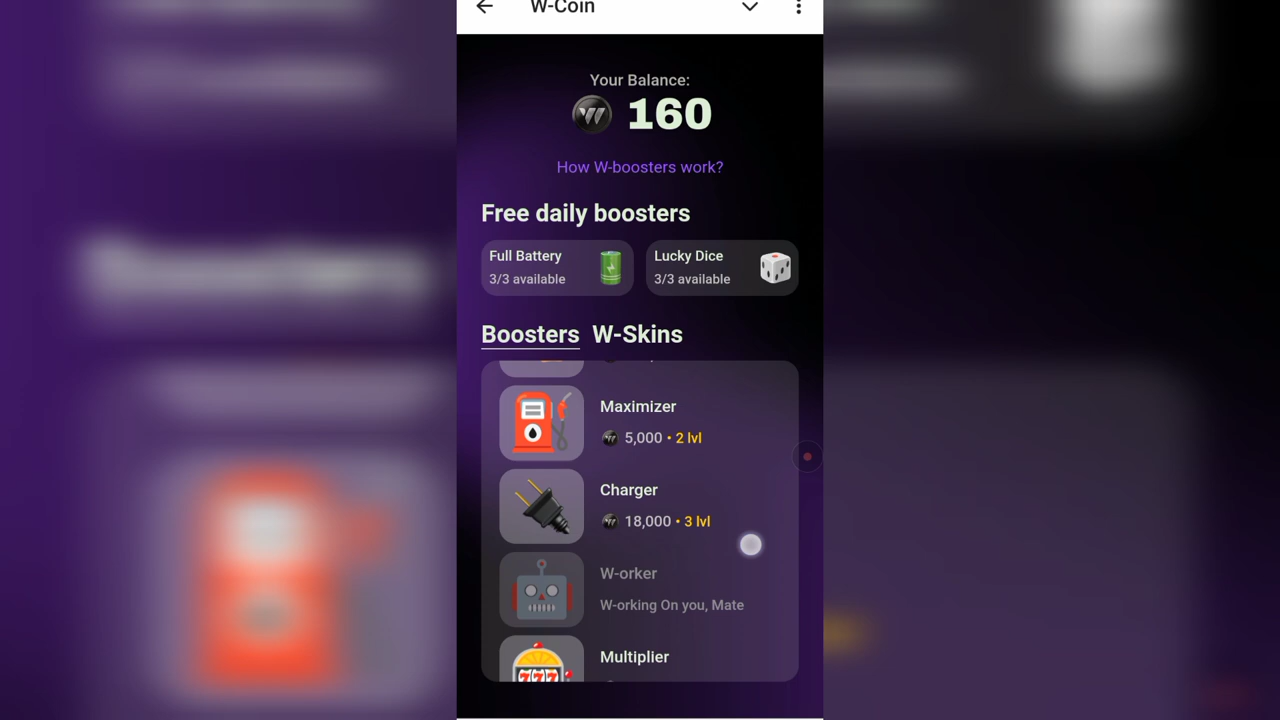 W-Coin
Your Balance:
160
How W-boosters work?
Free daily boosters
Full Battery
3/3 available
Lucky Dice
3/3 available
Boosters W-Skins
Maximizer
5,000 • 2 lvl
Charger
18,000 • 3 lvl
W-orker
W-orking On you, Mate
Multiplier
777